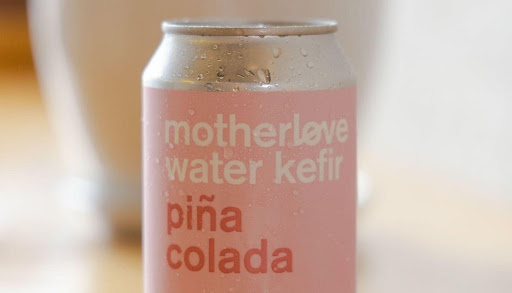 motherløve
water kefir
piña
colada